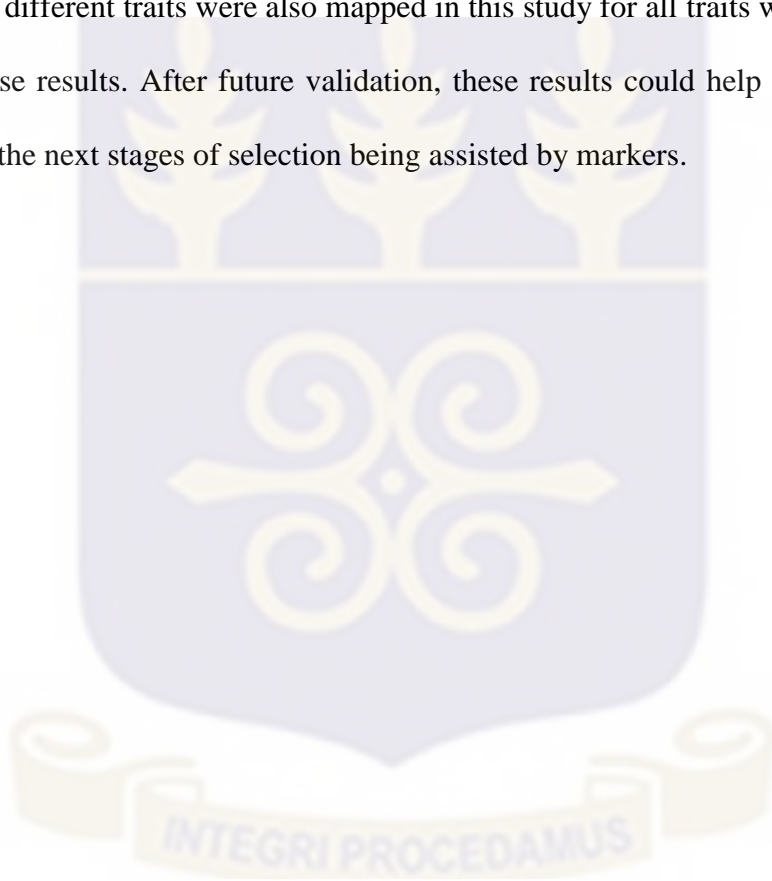 different traits were also mapped in this study for all traits
se results. After future validation, these results could help
the next stages of selection being assisted by markers.
INTEGRI PROCEDAMUS